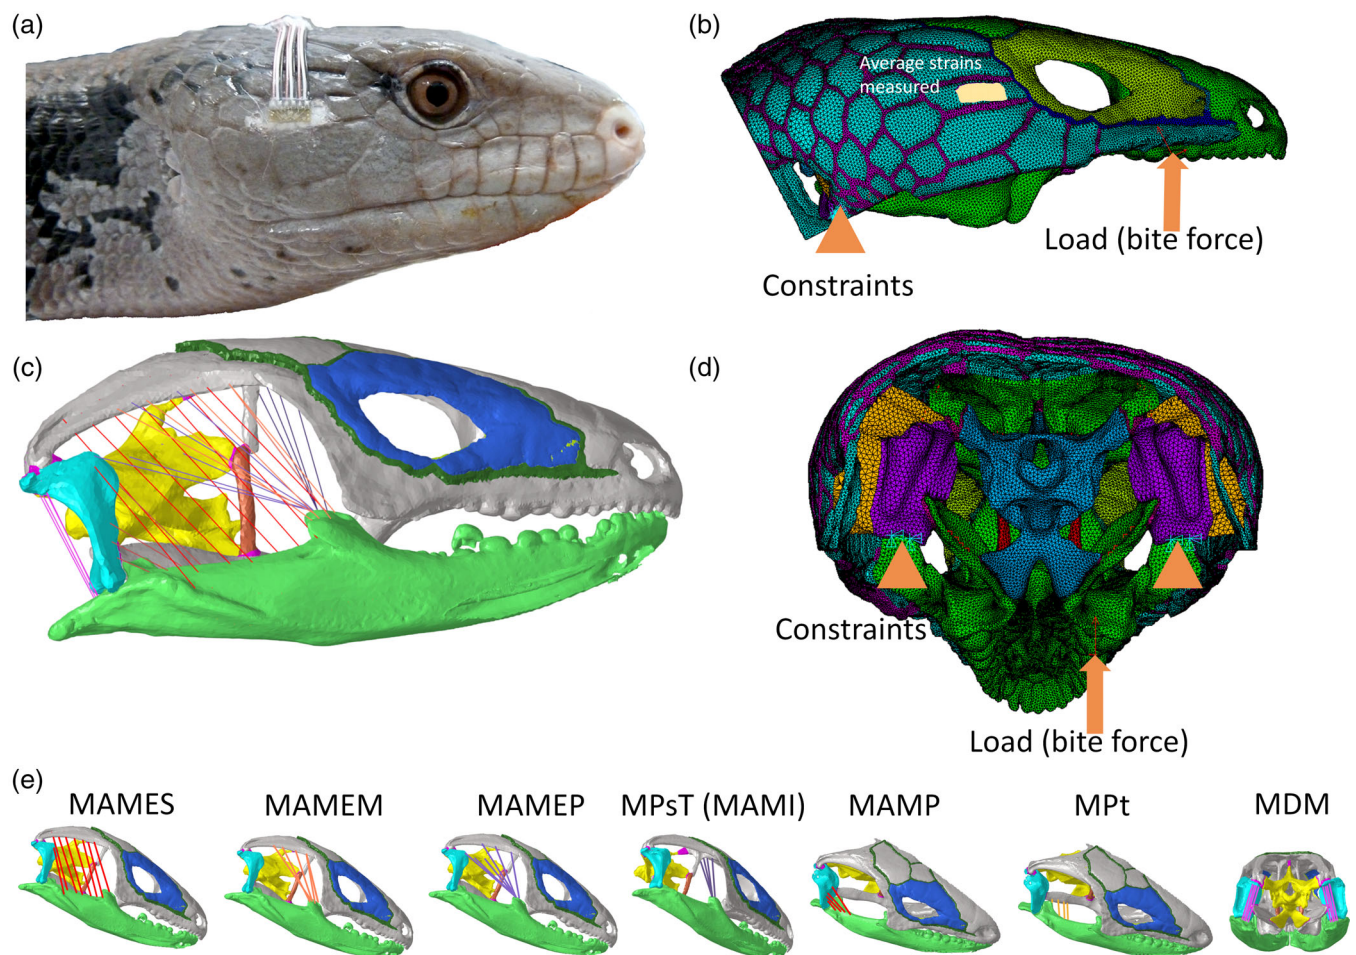 (a)
(b)
Average strains
measured
Load (bite force)
Constraints
(c)
(d)
Constraints
Load (bite force)
(e)
MAMES
MAMEM
MAMEP
MPsT (MAMI)
MAMP
MPt
MDM